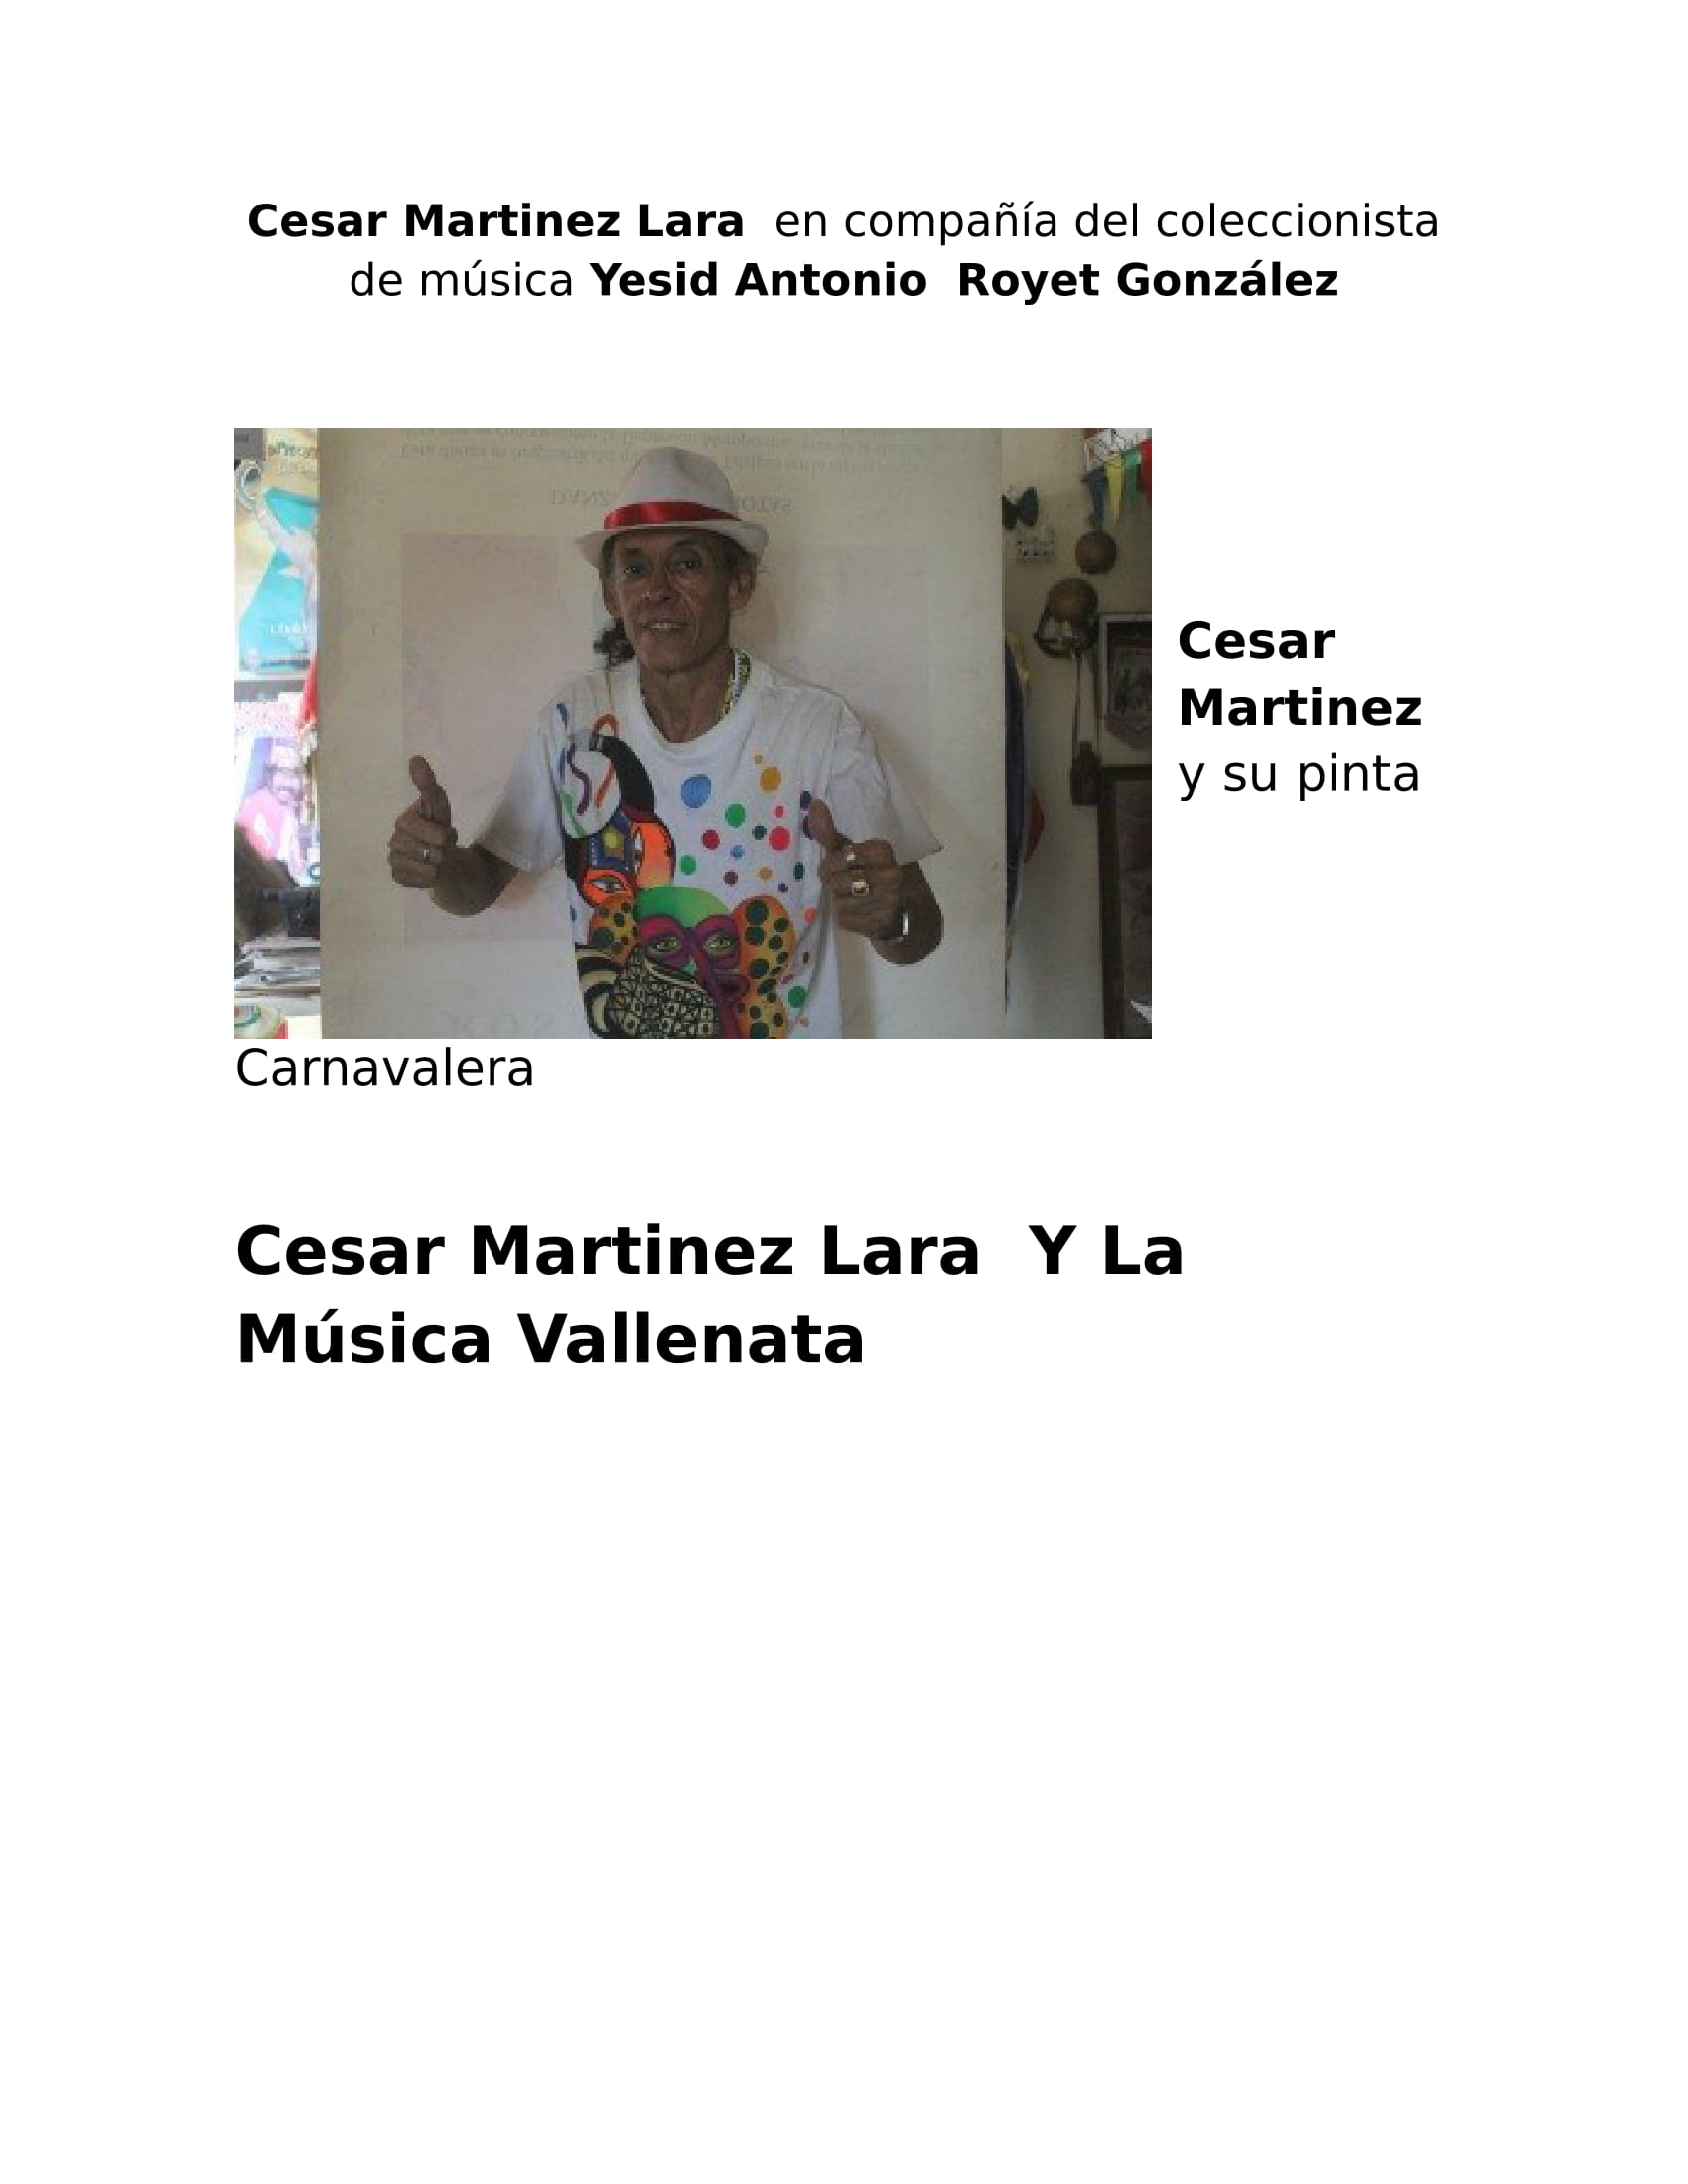 Cesar Martinez Lara  en compañía del coleccionista
de música Yesid Antonio  Royet González
Cesar
Martinez
y su pinta
Carnavalera
Cesar Martinez Lara  Y La
Música Vallenata